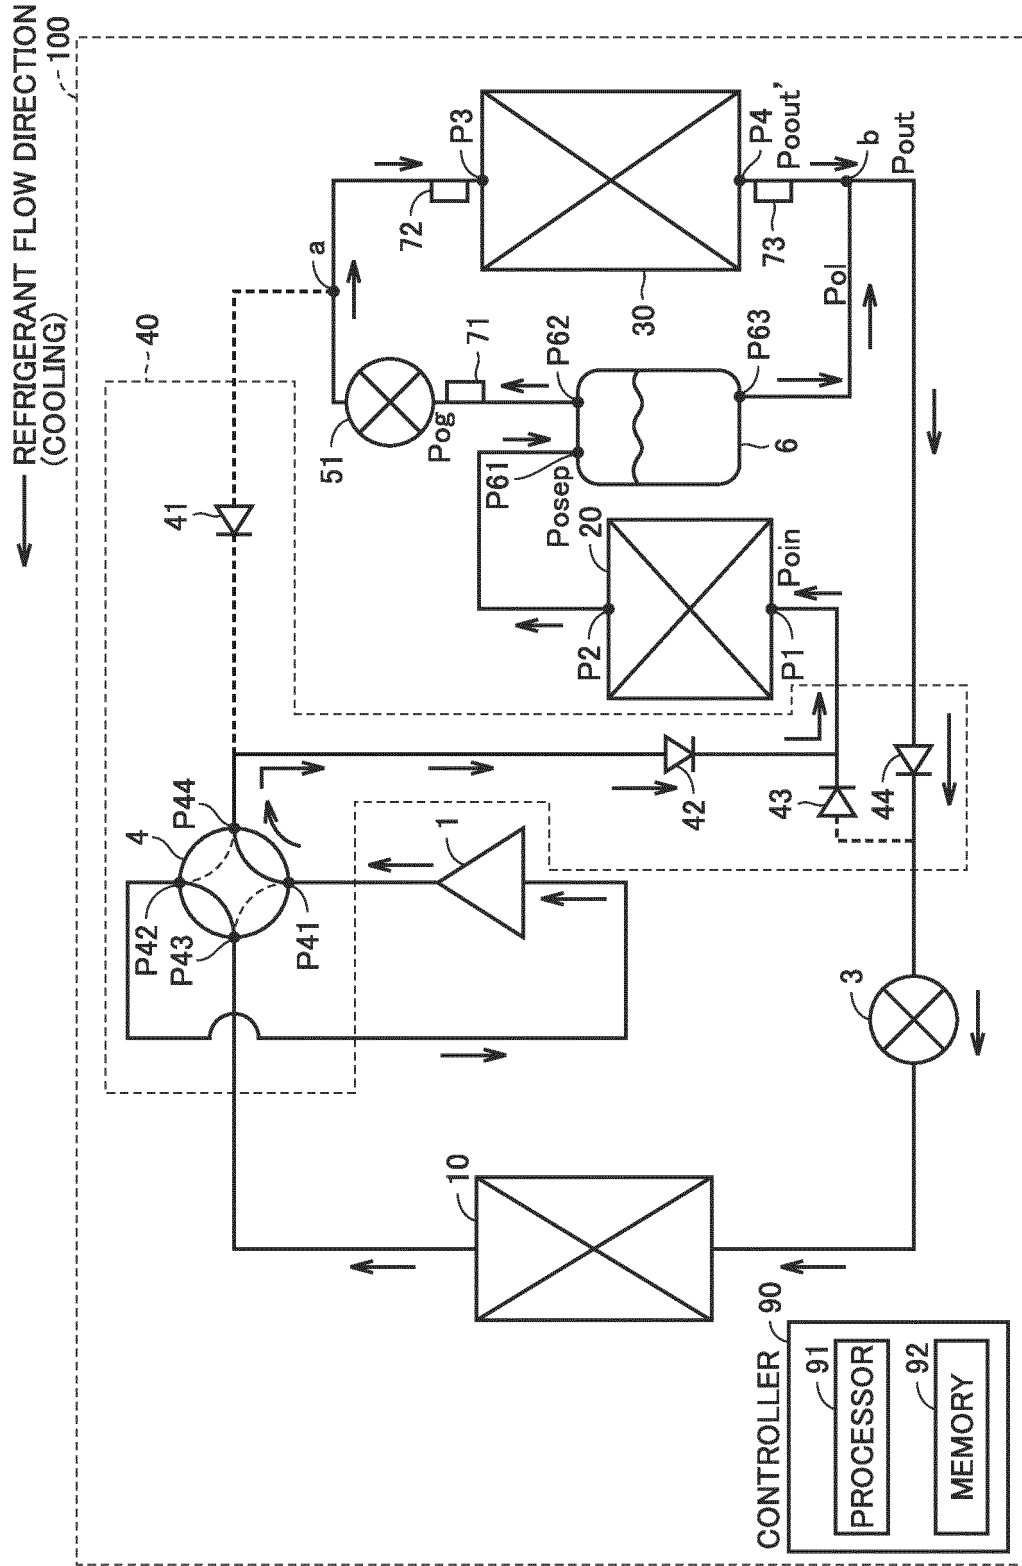 REFRIGERANT FLOW DIRECTION
(COOLING)
100
40
41
a
72
P3
P4
Poout'
73
b
Pout
30
Pol
71
P62
P63
51
Pog
P61
Posep
6
20
P2
Poin
P1
42
43
44
4
P44
P42
P43
P41
1
3
10
CONTROLLER
90
91
PROCESSOR
92
MEMORY